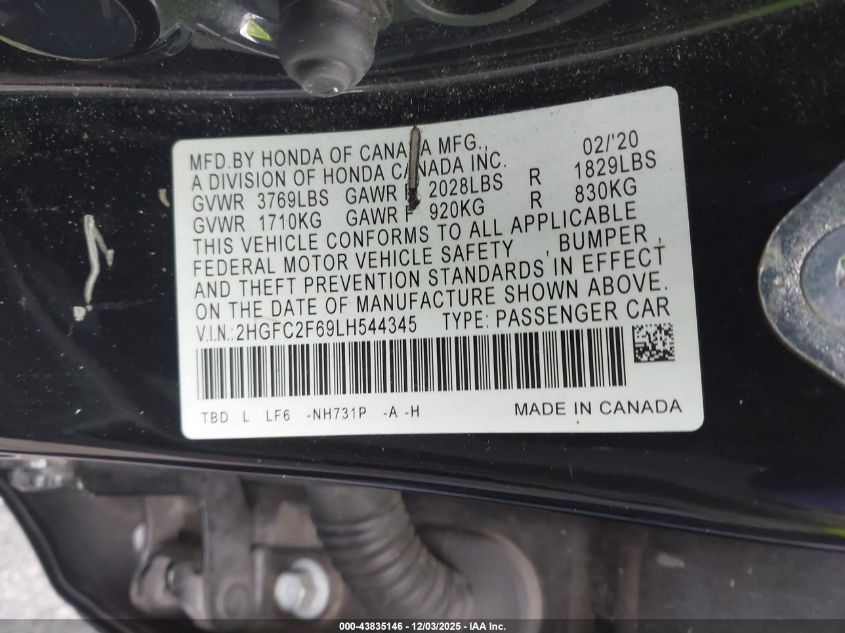 MFD.BY HONDA OF CANADA MFG., 02/'20
A DIVISION OF HONDA CANADA INC.
GVWR 3769LBS GAWR F 2028LBS R 1829LBS
GVWR 1710KG GAWR F 920KG R 830KG
THIS VEHICLE CONFORMS TO ALL APPLICABLE
FEDERAL MOTOR VEHICLE SAFETY , BUMPER ,
AND THEFT PREVENTION STANDARDS IN EFFECT
ON THE DATE OF MANUFACTURE SHOWN ABOVE.
V.I.N.:2HGFC2F69LH544345 TYPE: PASSENGER CAR
TBD L LF6 -NH731P -A -H MADE IN CANADA
000-43835146 - 12/03/2025 - IAA Inc.